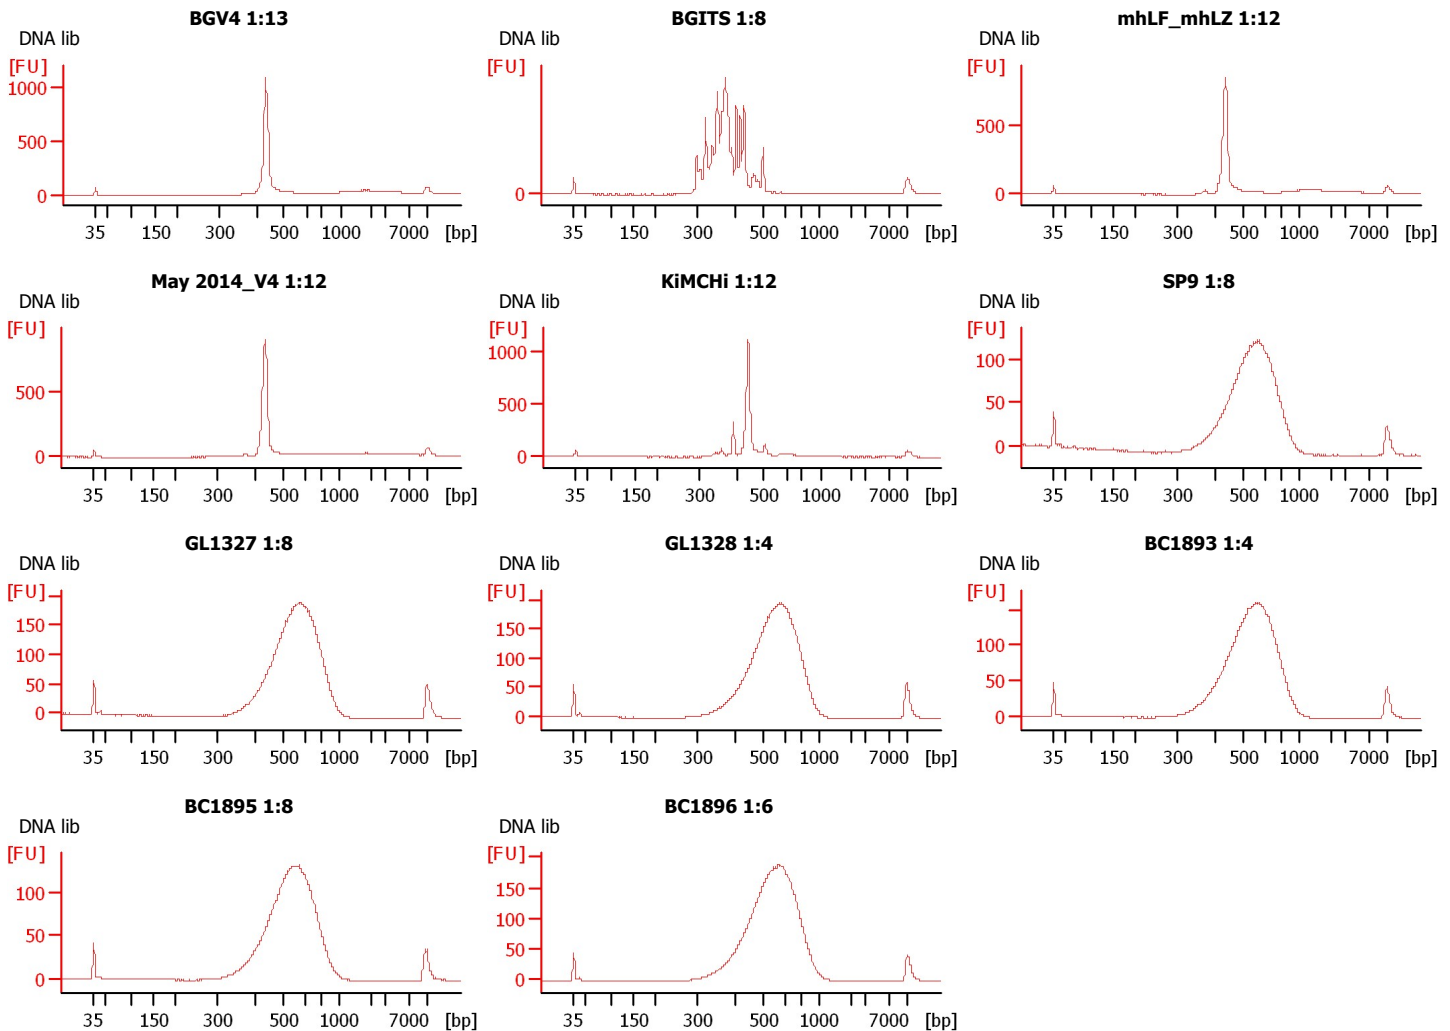 BGV4 1:13
DNA lib
[FU]
1000
500
0
35 150 300 500 1000 7000 [bp]
BGITS 1:8
DNA lib
[FU]
0
35 150 300 500 1000 7000 [bp]
mhLF_mhLZ 1:12
DNA lib
[FU]
500
0
35 150 300 500 1000 7000 [bp]
May 2014_V4 1:12
DNA lib
[FU]
500
0
35 150 300 500 1000 7000 [bp]
KiMCHi 1:12
DNA lib
[FU]
1000
500
0
35 150 300 500 1000 7000 [bp]
SP9 1:8
DNA lib
[FU]
100
50
0
35 150 300 500 1000 7000 [bp]
GL1327 1:8
DNA lib
[FU]
150
100
50
0
35 150 300 500 1000 7000 [bp]
GL1328 1:4
DNA lib
[FU]
150
100
50
0
35 150 300 500 1000 7000 [bp]
BC1893 1:4
DNA lib
[FU]
100
50
0
35 150 300 500 1000 7000 [bp]
BC1895 1:8
DNA lib
[FU]
100
50
0
35 150 300 500 1000 7000 [bp]
BC1896 1:6
DNA lib
[FU]
150
100
50
0
35 150 300 500 1000 7000 [bp]